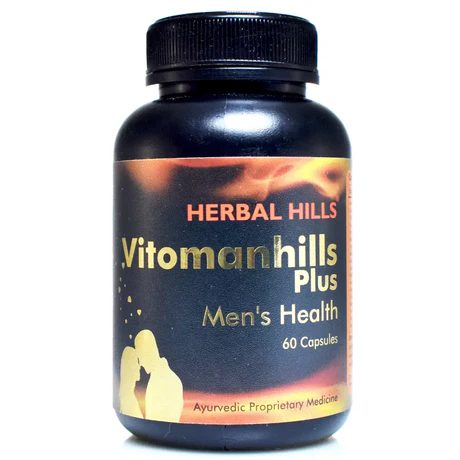 HERBAL HILLS
Vitomanhills
Plus
Men's Health
60 Capsules
Ayurvedic Proprietary Medicine